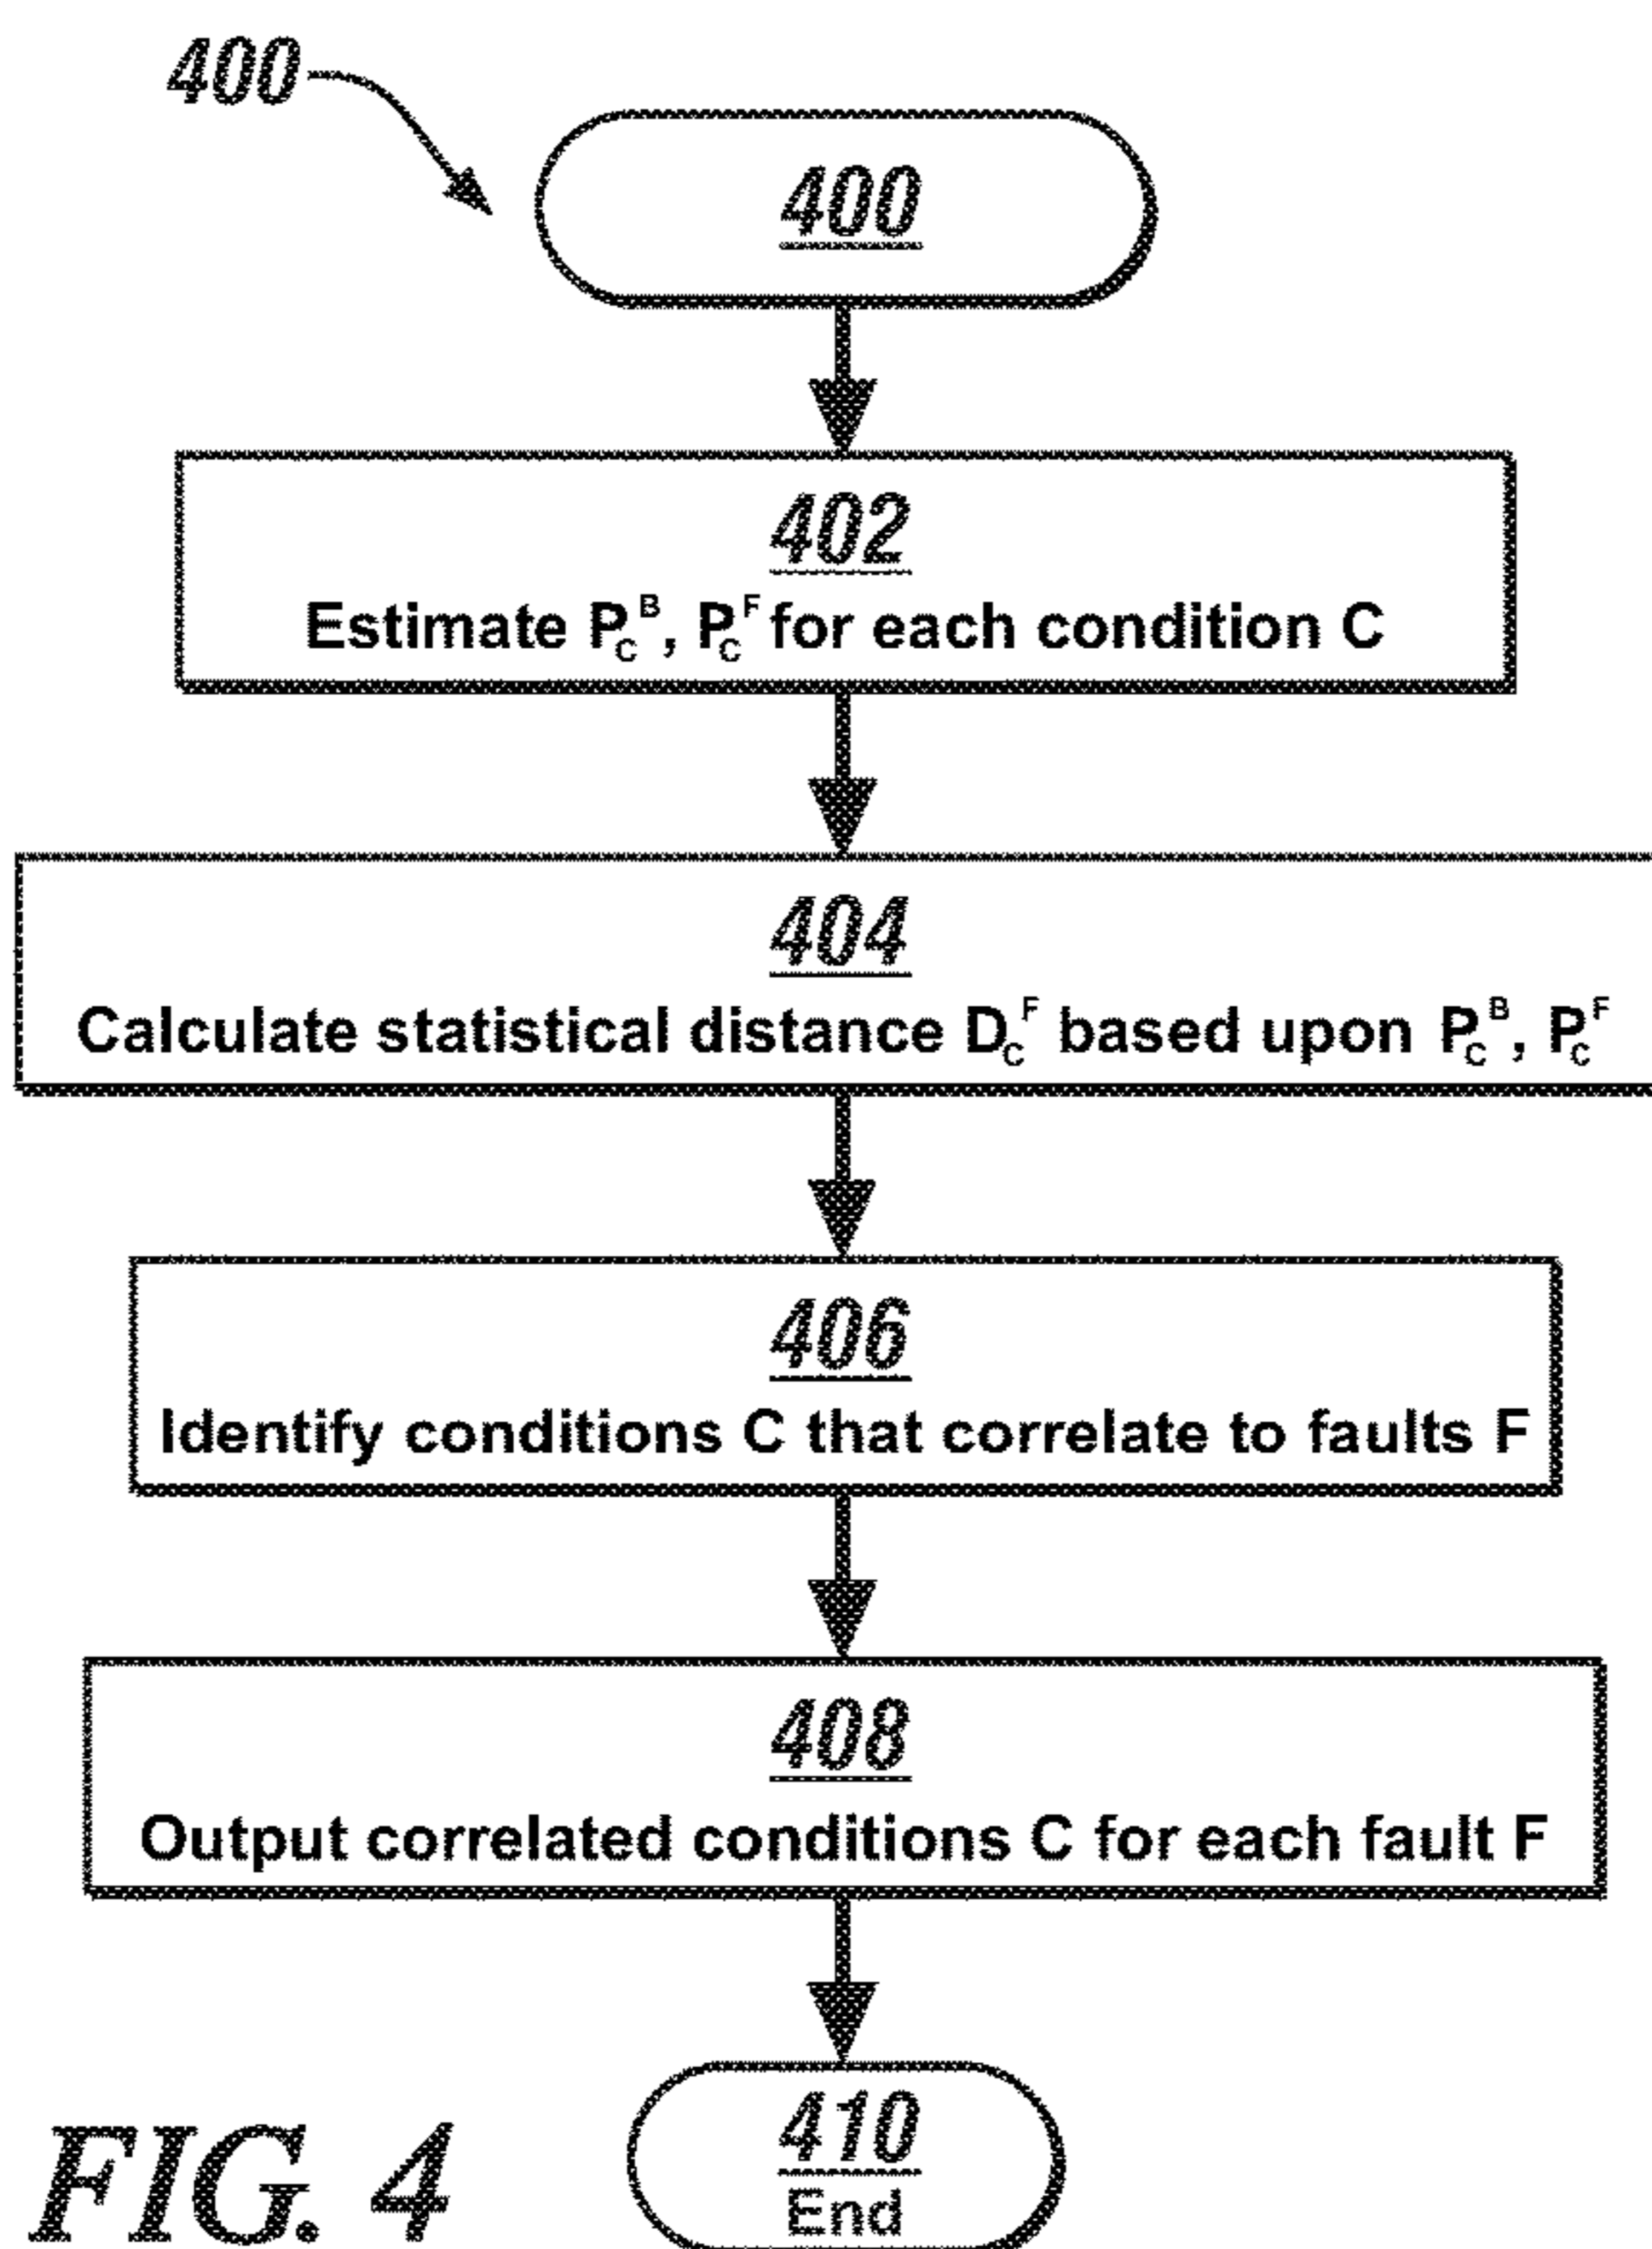 400
400
402
Estimate P_C^B, P_C^F for each condition C
404
Calculate statistical distance D_C^F based upon P_C^B, P_C^F
406
Identify conditions C that correlate to faults F
408
Output correlated conditions C for each fault F
410
End
FIG. 4